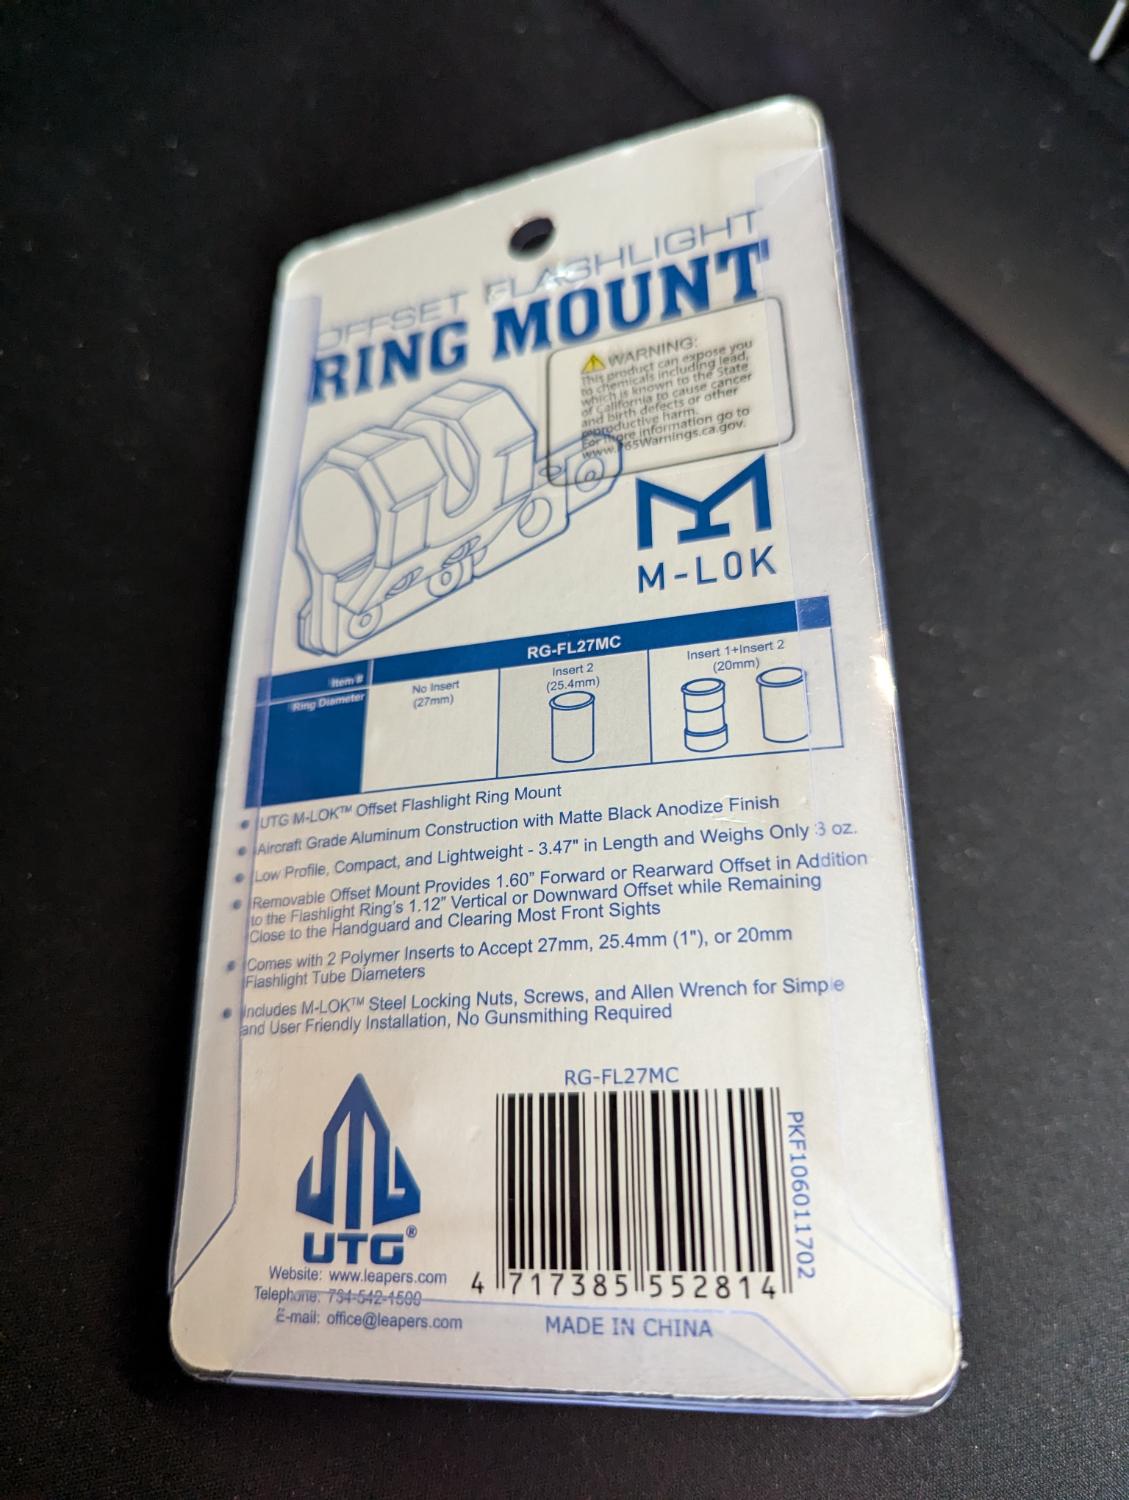 OFFSET FLASHLIGHT
RING MOUNT
WARNING:
This product can expose you
to chemicals including lead,
which is known to the State
of California to cause cancer
and birth defects or other
reproductive harm.
For more information go to
www.P65Warnings.ca.gov.
M-LOK
Item #
RG-FL27MC
Ring Diameter
No Insert
(27mm)
Insert 2
(25.4mm)
Insert 1+Insert 2
(20mm)
• UTG M-LOK™ Offset Flashlight Ring Mount
• Aircraft Grade Aluminum Construction with Matte Black Anodize Finish
• Low Profile, Compact, and Lightweight - 3.47" in Length and Weighs Only 3 oz.
• Removable Offset Mount Provides 1.60" Forward or Rearward Offset in Addition
to the Flashlight Ring's 1.12" Vertical or Downward Offset while Remaining
Close to the Handguard and Clearing Most Front Sights
• Comes with 2 Polymer Inserts to Accept 27mm, 25.4mm (1"), or 20mm
Flashlight Tube Diameters
• Includes M-LOK™ Steel Locking Nuts, Screws, and Allen Wrench for Simple
and User Friendly Installation, No Gunsmithing Required
UTG®
Website: www.leapers.com
Telephone: 734-542-1500
E-mail: office@leapers.com
RG-FL27MC
4 717385 552814
PKF106011702
MADE IN CHINA